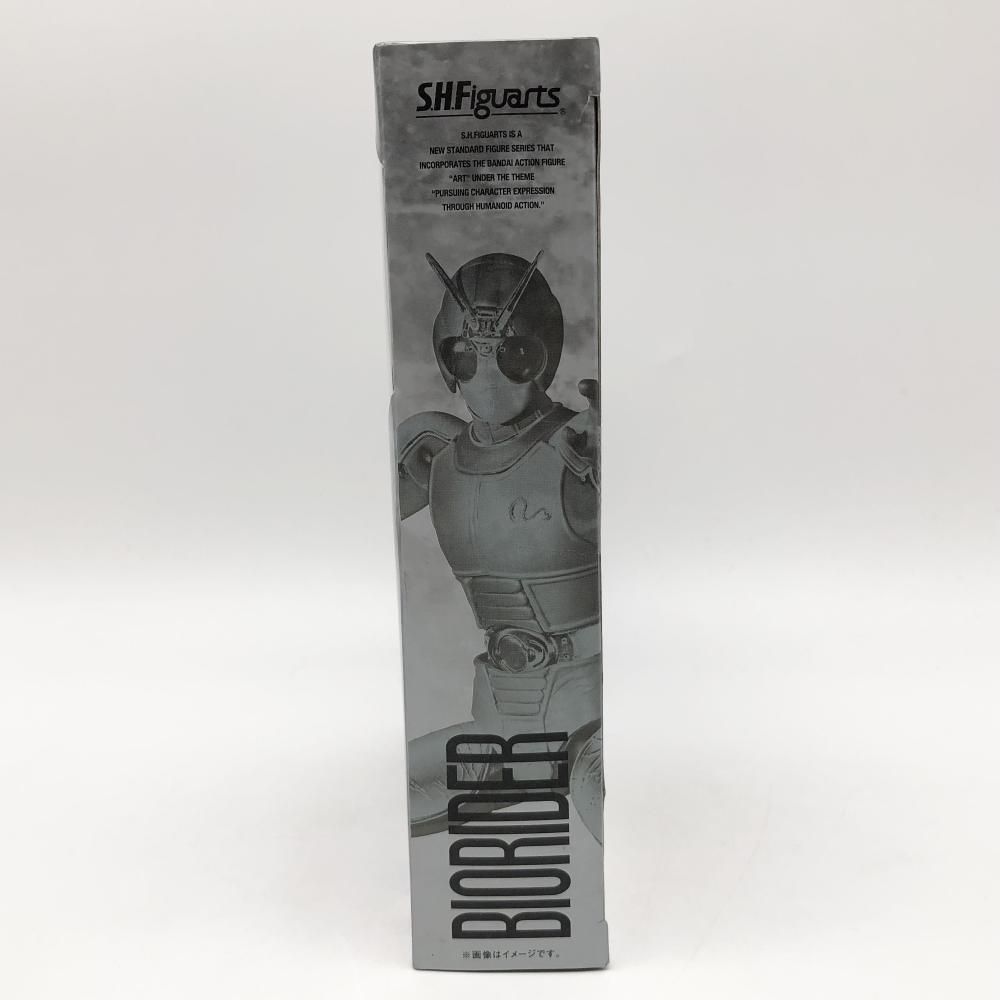 S.H.Figuarts®
S.H.FIGUARTS IS A
NEW STANDARD FIGURE SERIES THAT
INCORPORATES THE BANDAI ACTION FIGURE
"ART" UNDER THE THEME
"PURSUING CHARACTER EXPRESSION
THROUGH HUMANOID ACTION."
BIORIDER
※画像はイメージです。